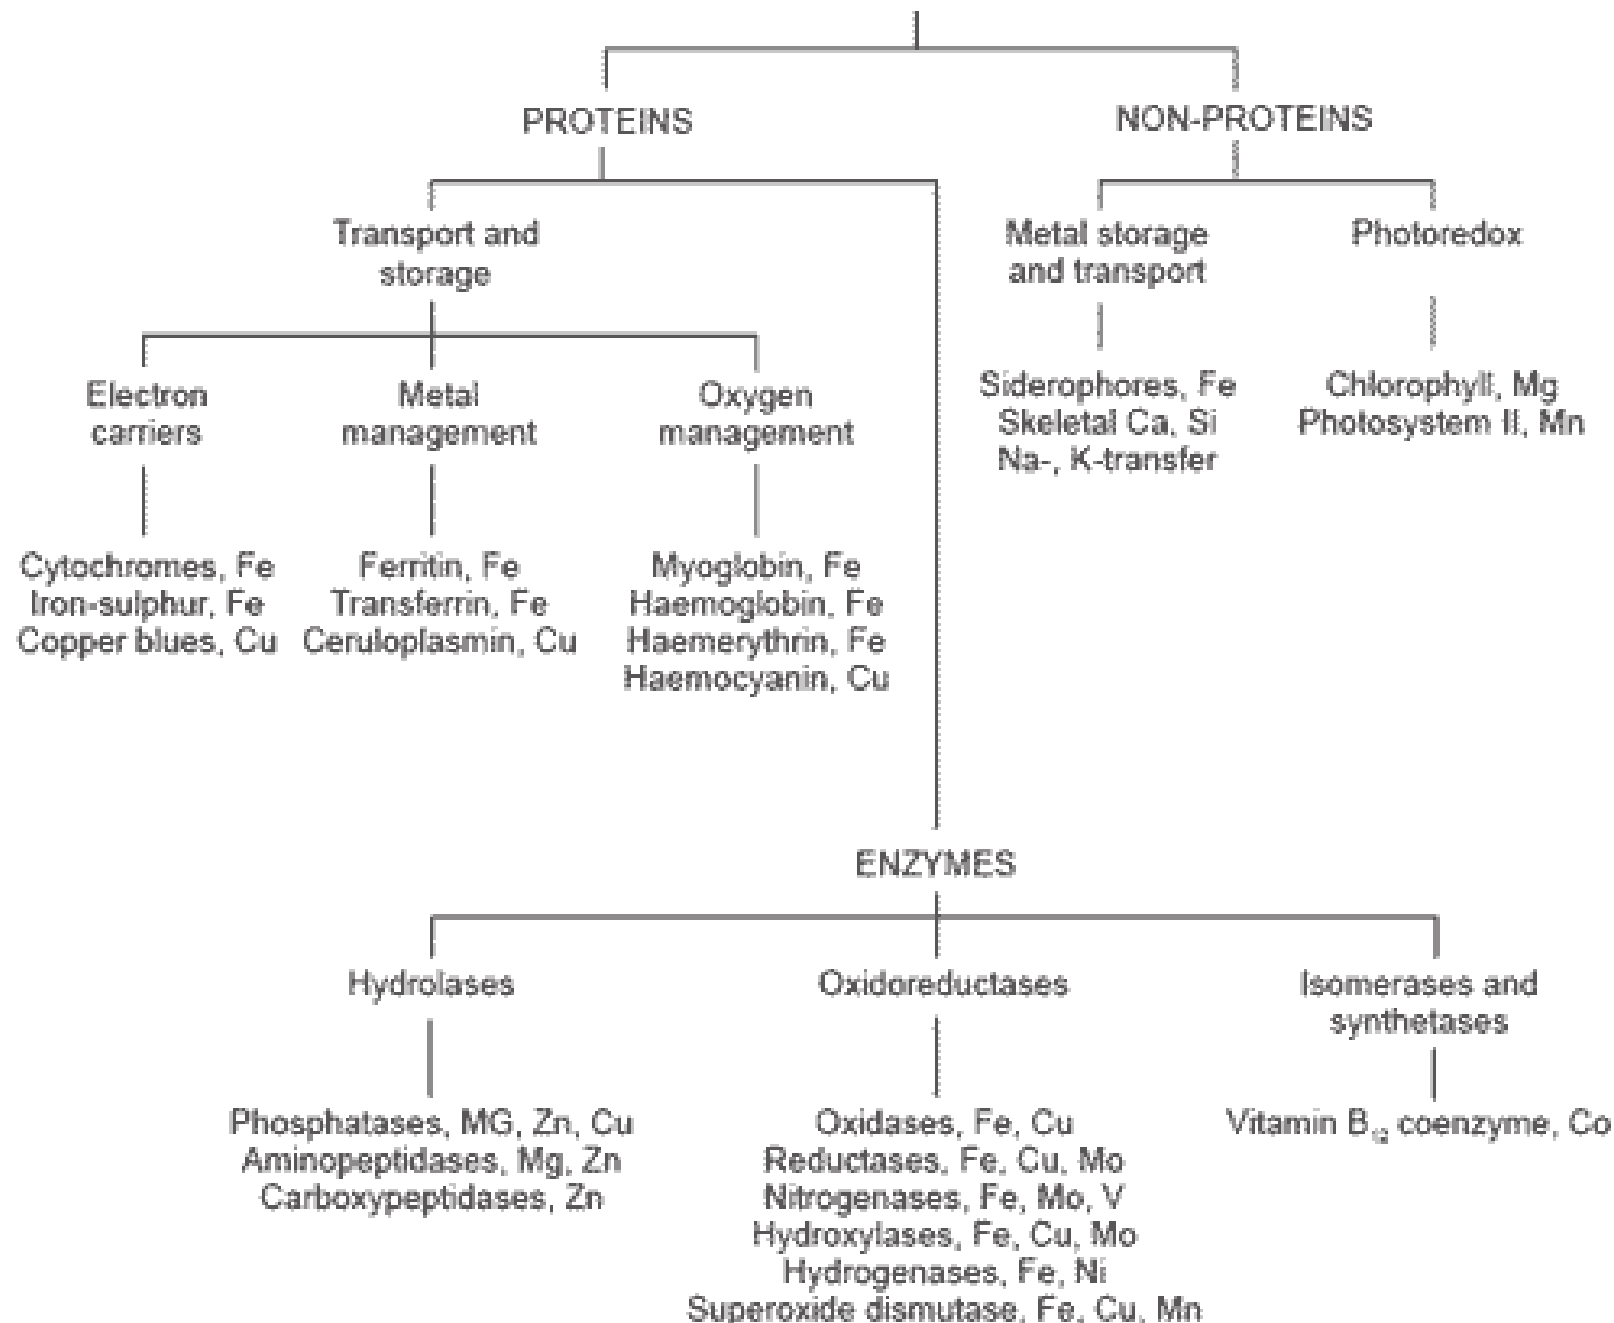 PROTEINS
NON-PROTEINS
Transport and
storage
Metal storage
and transport
Photoredox
Electron
carriers
Metal
management
Oxygen
management
Siderophores, Fe
Skeletal Ca, Si
Na-, K-transfer
Chlorophyll, Mg
Photosystem II, Mn
Cytochromes, Fe
Iron-sulphur, Fe
Copper blues, Cu
Ferritin, Fe
Transferrin, Fe
Ceruloplasmin, Cu
Myoglobin, Fe
Haemoglobin, Fe
Haemerythrin, Fe
Haemocyanin, Cu
ENZYMES
Hydrolases
Oxidoreductases
Isomerases and
synthetases
Phosphatases, MG, Zn, Cu
Aminopeptidases, Mg, Zn
Carboxypeptidases, Zn
Oxidases, Fe, Cu
Reductases, Fe, Cu, Mo
Nitrogenases, Fe, Mo, V
Hydroxylases, Fe, Cu, Mo
Hydrogenases, Fe, Ni
Superoxide dismutase, Fe, Cu, Mn
Vitamin B₁₂ coenzyme, Co